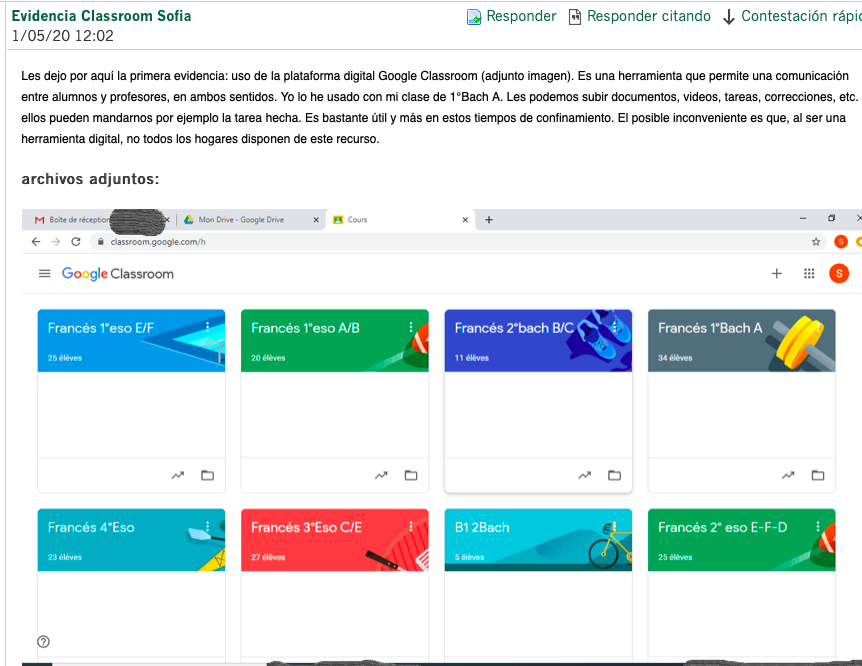 Evidencia Classroom Sofia
Responder
Responder citando
Contestación
1/05/20 12:02
Les dejo por aquí la primera evidencia: uso de la plataforma digital Google Classroom (adjunto imagen). Es una herramienta que permite una comunicación
entre alumnos y profesores, en ambos sentidos. Yo lo he usado con mi clase de 1°Bach A. Les podemos subir documentos, videos, tareas, correcciones, etc.
ellos pueden mandarnos por ejemplo la tarea hecha. Es bastante útil y más en estos tiempos de confinamiento. El posible inconveniente es que, al ser una
herramienta digital, no todos los hogares disponen de este recurso.
archivos adjuntos:
Boîte de réception
Mon Drive - Google Drive
Cours
classroom.google.com/h
S
Google Classroom
S
Francés 1°eso E/F
25 élèves
Francés 1°eso A/B
20 élèves
Francés 2°bach B/C
11 élèves
Francés 1°Bach A
34 élèves
Francés 4°Eso
23 élèves
Francés 3°Eso C/E
27 élèves
B1 2Bach
5 élèves
Francés 2° eso E-F-D
25 élèves